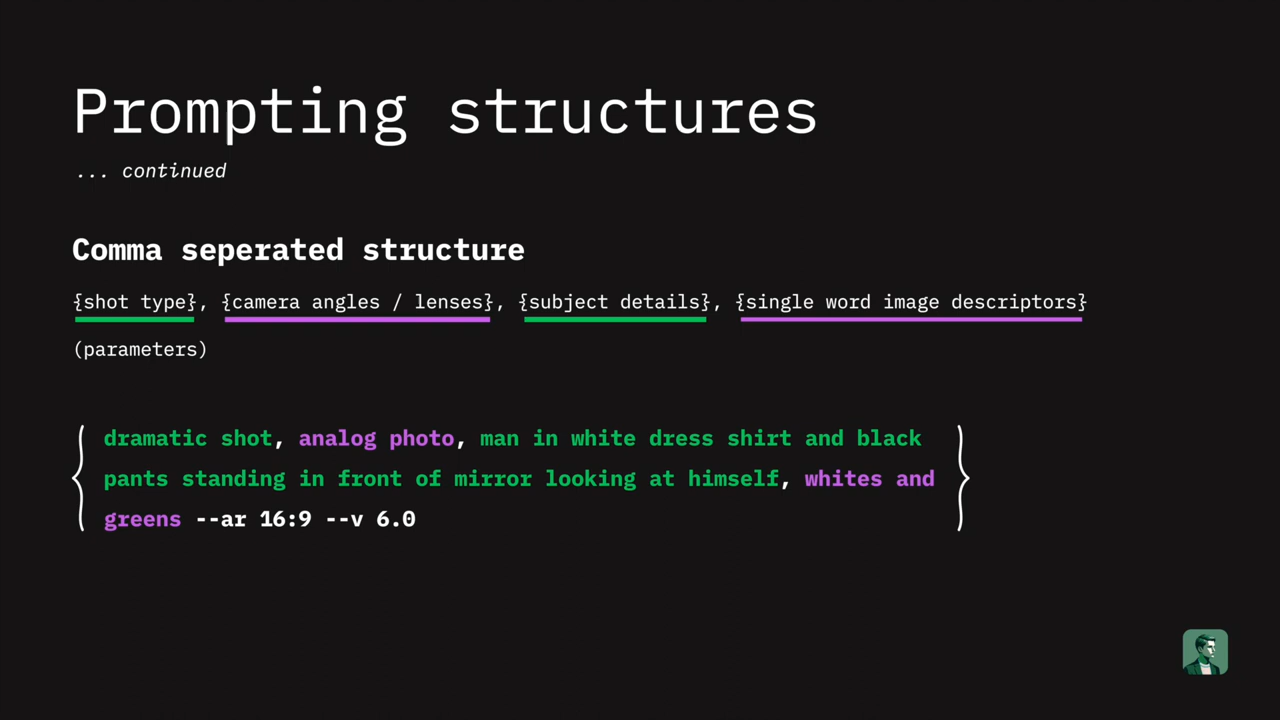 Prompting structures
... continued
Comma seperated structure
{shot type}, {camera angles / lenses}, {subject details}, {single word image descriptors}
(parameters)
dramatic shot, analog photo, man in white dress shirt and black
pants standing in front of mirror looking at himself, whites and
greens --ar 16:9 --v 6.0